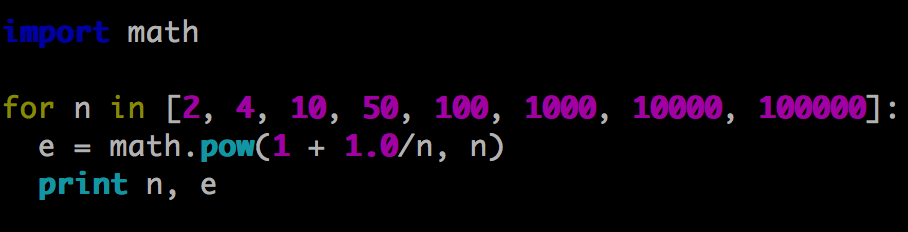 import math
for n in [2, 4, 10, 50, 100, 1000, 10000, 100000]:
  e = math.pow(1 + 1.0/n, n)
  print n, e